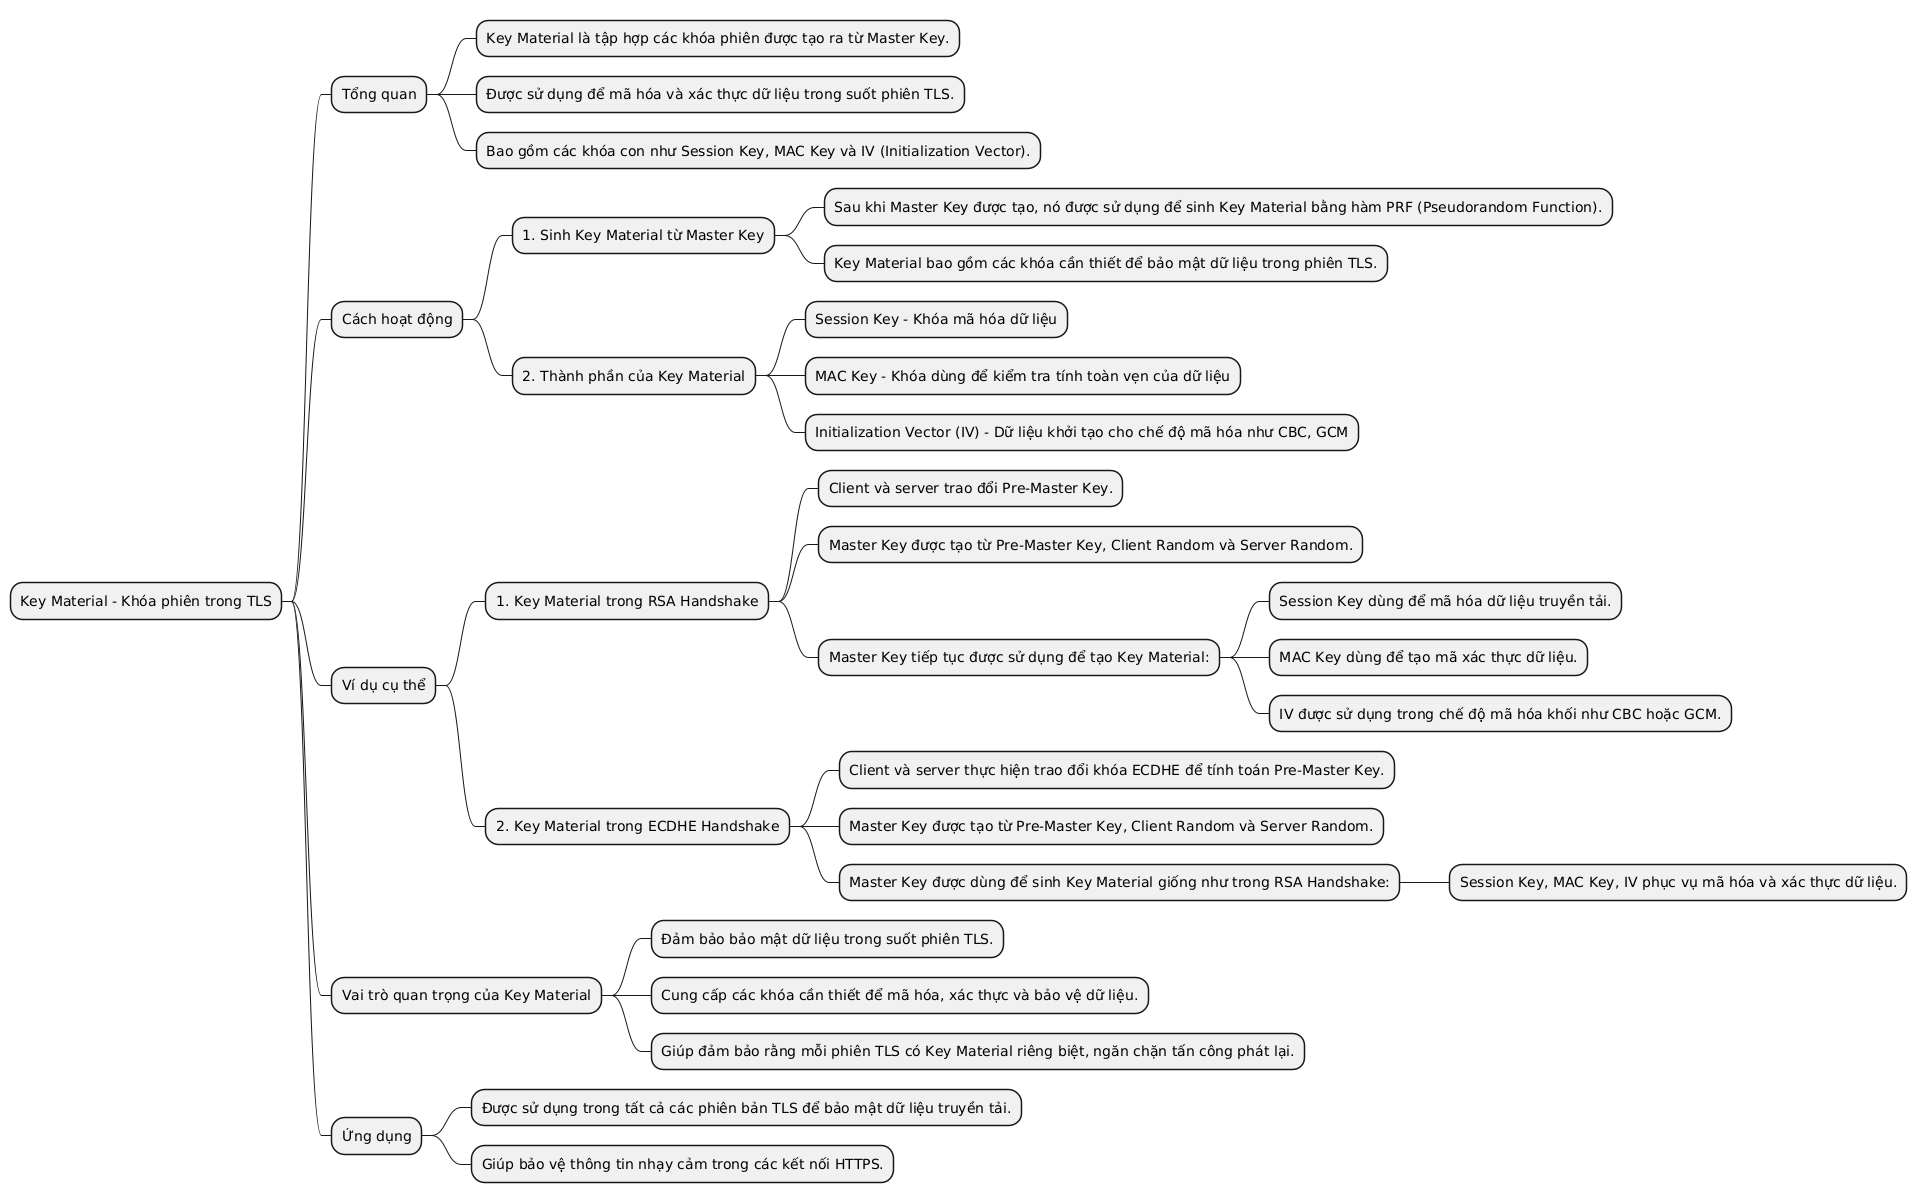 Key Material - Khóa phiên trong TLS
Tổng quan
Key Material là tập hợp các khóa phiên được tạo ra từ Master Key.
Được sử dụng để mã hóa và xác thực dữ liệu trong suốt phiên TLS.
Bao gồm các khóa con như Session Key, MAC Key và IV (Initialization Vector).
Cách hoạt động
1. Sinh Key Material từ Master Key
Sau khi Master Key được tạo, nó được sử dụng để sinh Key Material bằng hàm PRF (Pseudorandom Function).
Key Material bao gồm các khóa cần thiết để bảo mật dữ liệu trong phiên TLS.
2. Thành phần của Key Material
Session Key - Khóa mã hóa dữ liệu
MAC Key - Khóa dùng để kiểm tra tính toàn vẹn của dữ liệu
Initialization Vector (IV) - Dữ liệu khởi tạo cho chế độ mã hóa như CBC, GCM
Ví dụ cụ thể
1. Key Material trong RSA Handshake
Client và server trao đổi Pre-Master Key.
Master Key được tạo từ Pre-Master Key, Client Random và Server Random.
Master Key tiếp tục được sử dụng để tạo Key Material:
Session Key dùng để mã hóa dữ liệu truyền tải.
MAC Key dùng để tạo mã xác thực dữ liệu.
IV được sử dụng trong chế độ mã hóa khối như CBC hoặc GCM.
2. Key Material trong ECDHE Handshake
Client và server thực hiện trao đổi khóa ECDHE để tính toán Pre-Master Key.
Master Key được tạo từ Pre-Master Key, Client Random và Server Random.
Master Key được dùng để sinh Key Material giống như trong RSA Handshake:
Session Key, MAC Key, IV phục vụ mã hóa và xác thực dữ liệu.
Vai trò quan trọng của Key Material
Đảm bảo bảo mật dữ liệu trong suốt phiên TLS.
Cung cấp các khóa cần thiết để mã hóa, xác thực và bảo vệ dữ liệu.
Giúp đảm bảo rằng mỗi phiên TLS có Key Material riêng biệt, ngăn chặn tấn công phát lại.
Ứng dụng
Được sử dụng trong tất cả các phiên bản TLS để bảo mật dữ liệu truyền tải.
Giúp bảo vệ thông tin nhạy cảm trong các kết nối HTTPS.